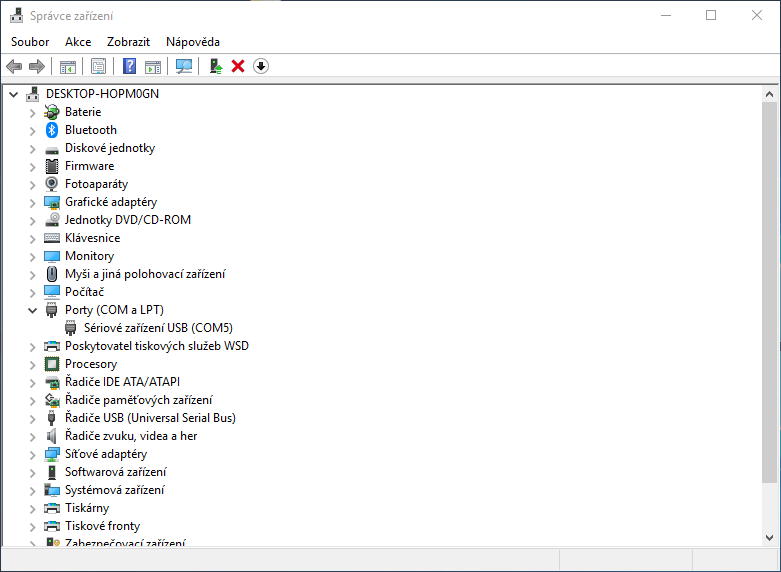 Správce zařízení
Soubor Akce Zobrazit Nápověda
DESKTOP-HOPM0GN
Baterie
Bluetooth
Diskové jednotky
Firmware
Fotoaparáty
Grafické adaptéry
Jednotky DVD/CD-ROM
Klávesnice
Monitory
Myši a jiná polohovací zařízení
Počítač
Porty (COM a LPT)
Sériové zařízení USB (COM5)
Poskytovatel tiskových služeb WSD
Procesory
Řadiče IDE ATA/ATAPI
Řadiče paměťových zařízení
Řadiče USB (Universal Serial Bus)
Řadiče zvuku, videa a her
Síťové adaptéry
Softwarová zařízení
Systémová zařízení
Tiskárny
Tiskové fronty
Zabezpečovací zařízení